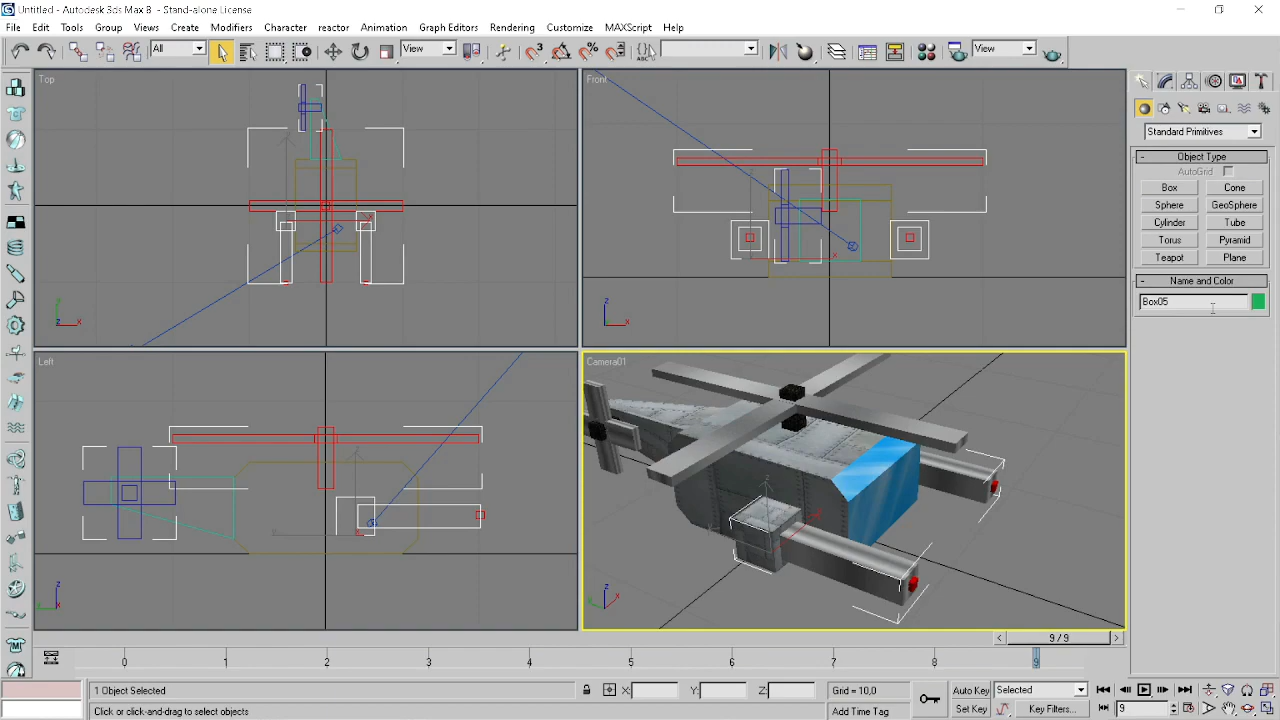 Untitled - Autodesk 3ds Max 8 - Stand-alone License
File Edit Tools Group Views Create Modifiers Character reactor Animation Graph Editors Rendering Customize MAXScript Help
All View View
Top Front
Standard Primitives
- Object Type
AutoGrid
Box Cone
Sphere GeoSphere
Cylinder Tube
Torus Pyramid
Teapot Plane
- Name and Color
Box05
Left Camera01
9 / 9
0 1 2 3 4 5 6 7 8 9
1 Object Selected X: Y: Z: Grid = 10,0 Auto Key Selected
Click or click-and-drag to select objects Add Time Tag Set Key Key Filters... 9